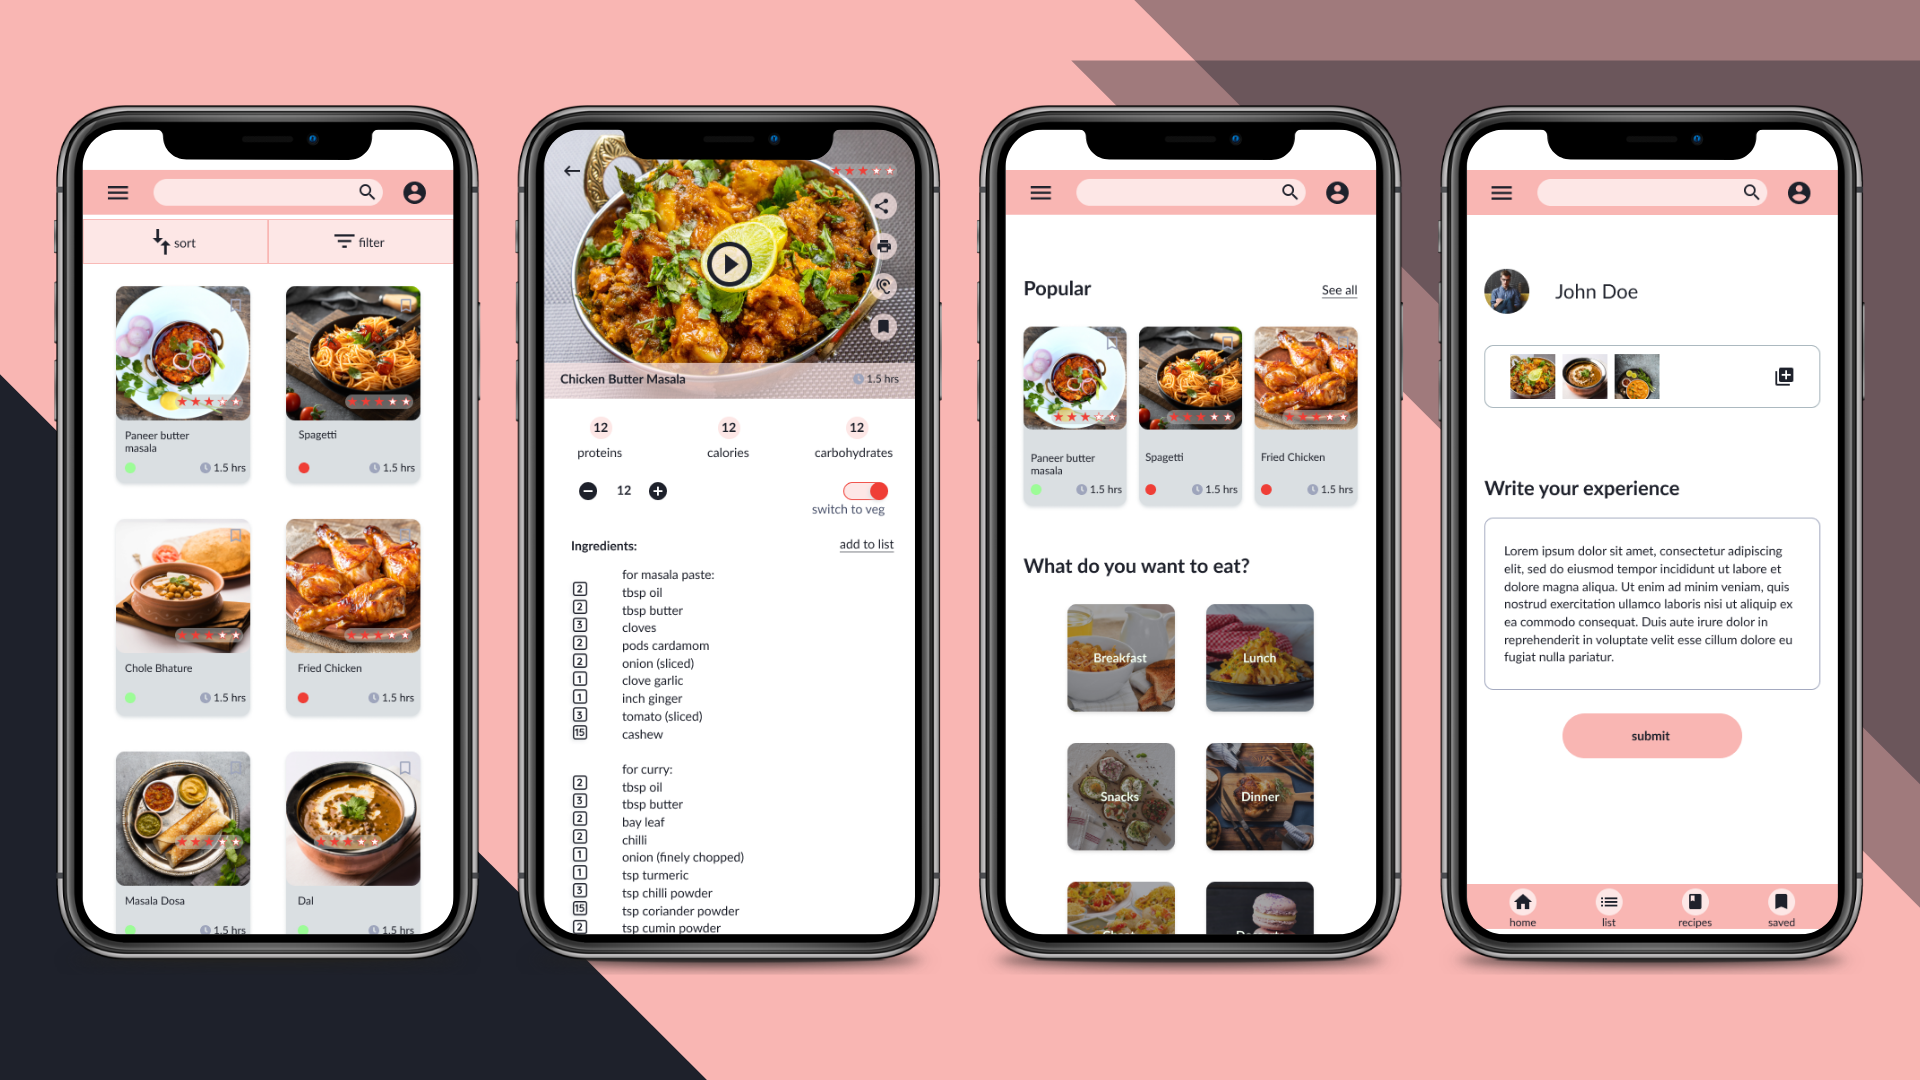 sort
filter
Paneer butter
masala
1.5 hrs
Spagetti
1.5 hrs
Chole Bhature
1.5 hrs
Fried Chicken
1.5 hrs
Masala Dosa
1.5 hrs
Dal
1.5 hrs
Chicken Butter Masala
1.5 hrs
12
12
12
proteins
calories
carbohydrates
12
switch to veg
Ingredients:
add to list
for masala paste:
2 tbsp oil
2 tbsp butter
3 cloves
2 pods cardamom
2 onion (sliced)
1 clove garlic
1 inch ginger
3 tomato (sliced)
15 cashew
for curry:
2 tbsp oil
3 tbsp butter
2 bay leaf
2 chilli
1 onion (finely chopped)
1 tsp turmeric
3 tsp chilli powder
15 tsp coriander powder
2 tsp cumin powder
Popular
See all
Paneer butter
masala
1.5 hrs
Spagetti
1.5 hrs
Fried Chicken
1.5 hrs
What do you want to eat?
Breakfast
Lunch
Snacks
Dinner
John Doe
Write your experience
Lorem ipsum dolor sit amet, consectetur adipiscing
elit, sed do eiusmod tempor incididunt ut labore et
dolore magna aliqua. Ut enim ad minim veniam, quis
nostrud exercitation ullamco laboris nisi ut aliquip ex
ea commodo consequat. Duis aute irure dolor in
reprehenderit in voluptate velit esse cillum dolore eu
fugiat nulla pariatur.
submit
home
list
recipes
saved